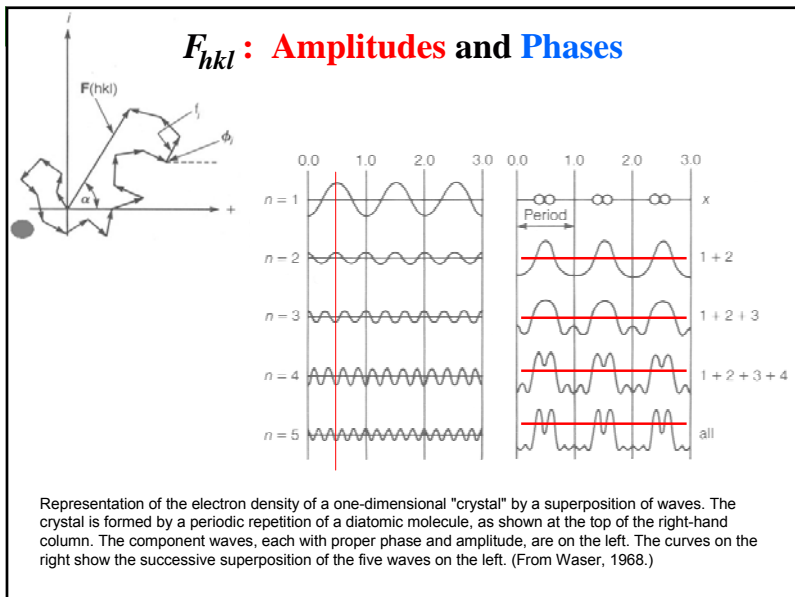 F_hkl : Amplitudes and Phases
i
F(hkl)
f_j
ϕ_j
α
+
0.0 1.0 2.0 3.0
0.0 1.0 2.0 3.0
n = 1
x
Period
n = 2
1 + 2
n = 3
1 + 2 + 3
n = 4
1 + 2 + 3 + 4
n = 5
all
Representation of the electron density of a one-dimensional "crystal" by a superposition of waves. The
crystal is formed by a periodic repetition of a diatomic molecule, as shown at the top of the right-hand
column. The component waves, each with proper phase and amplitude, are on the left. The curves on the
right show the successive superposition of the five waves on the left. (From Waser, 1968.)